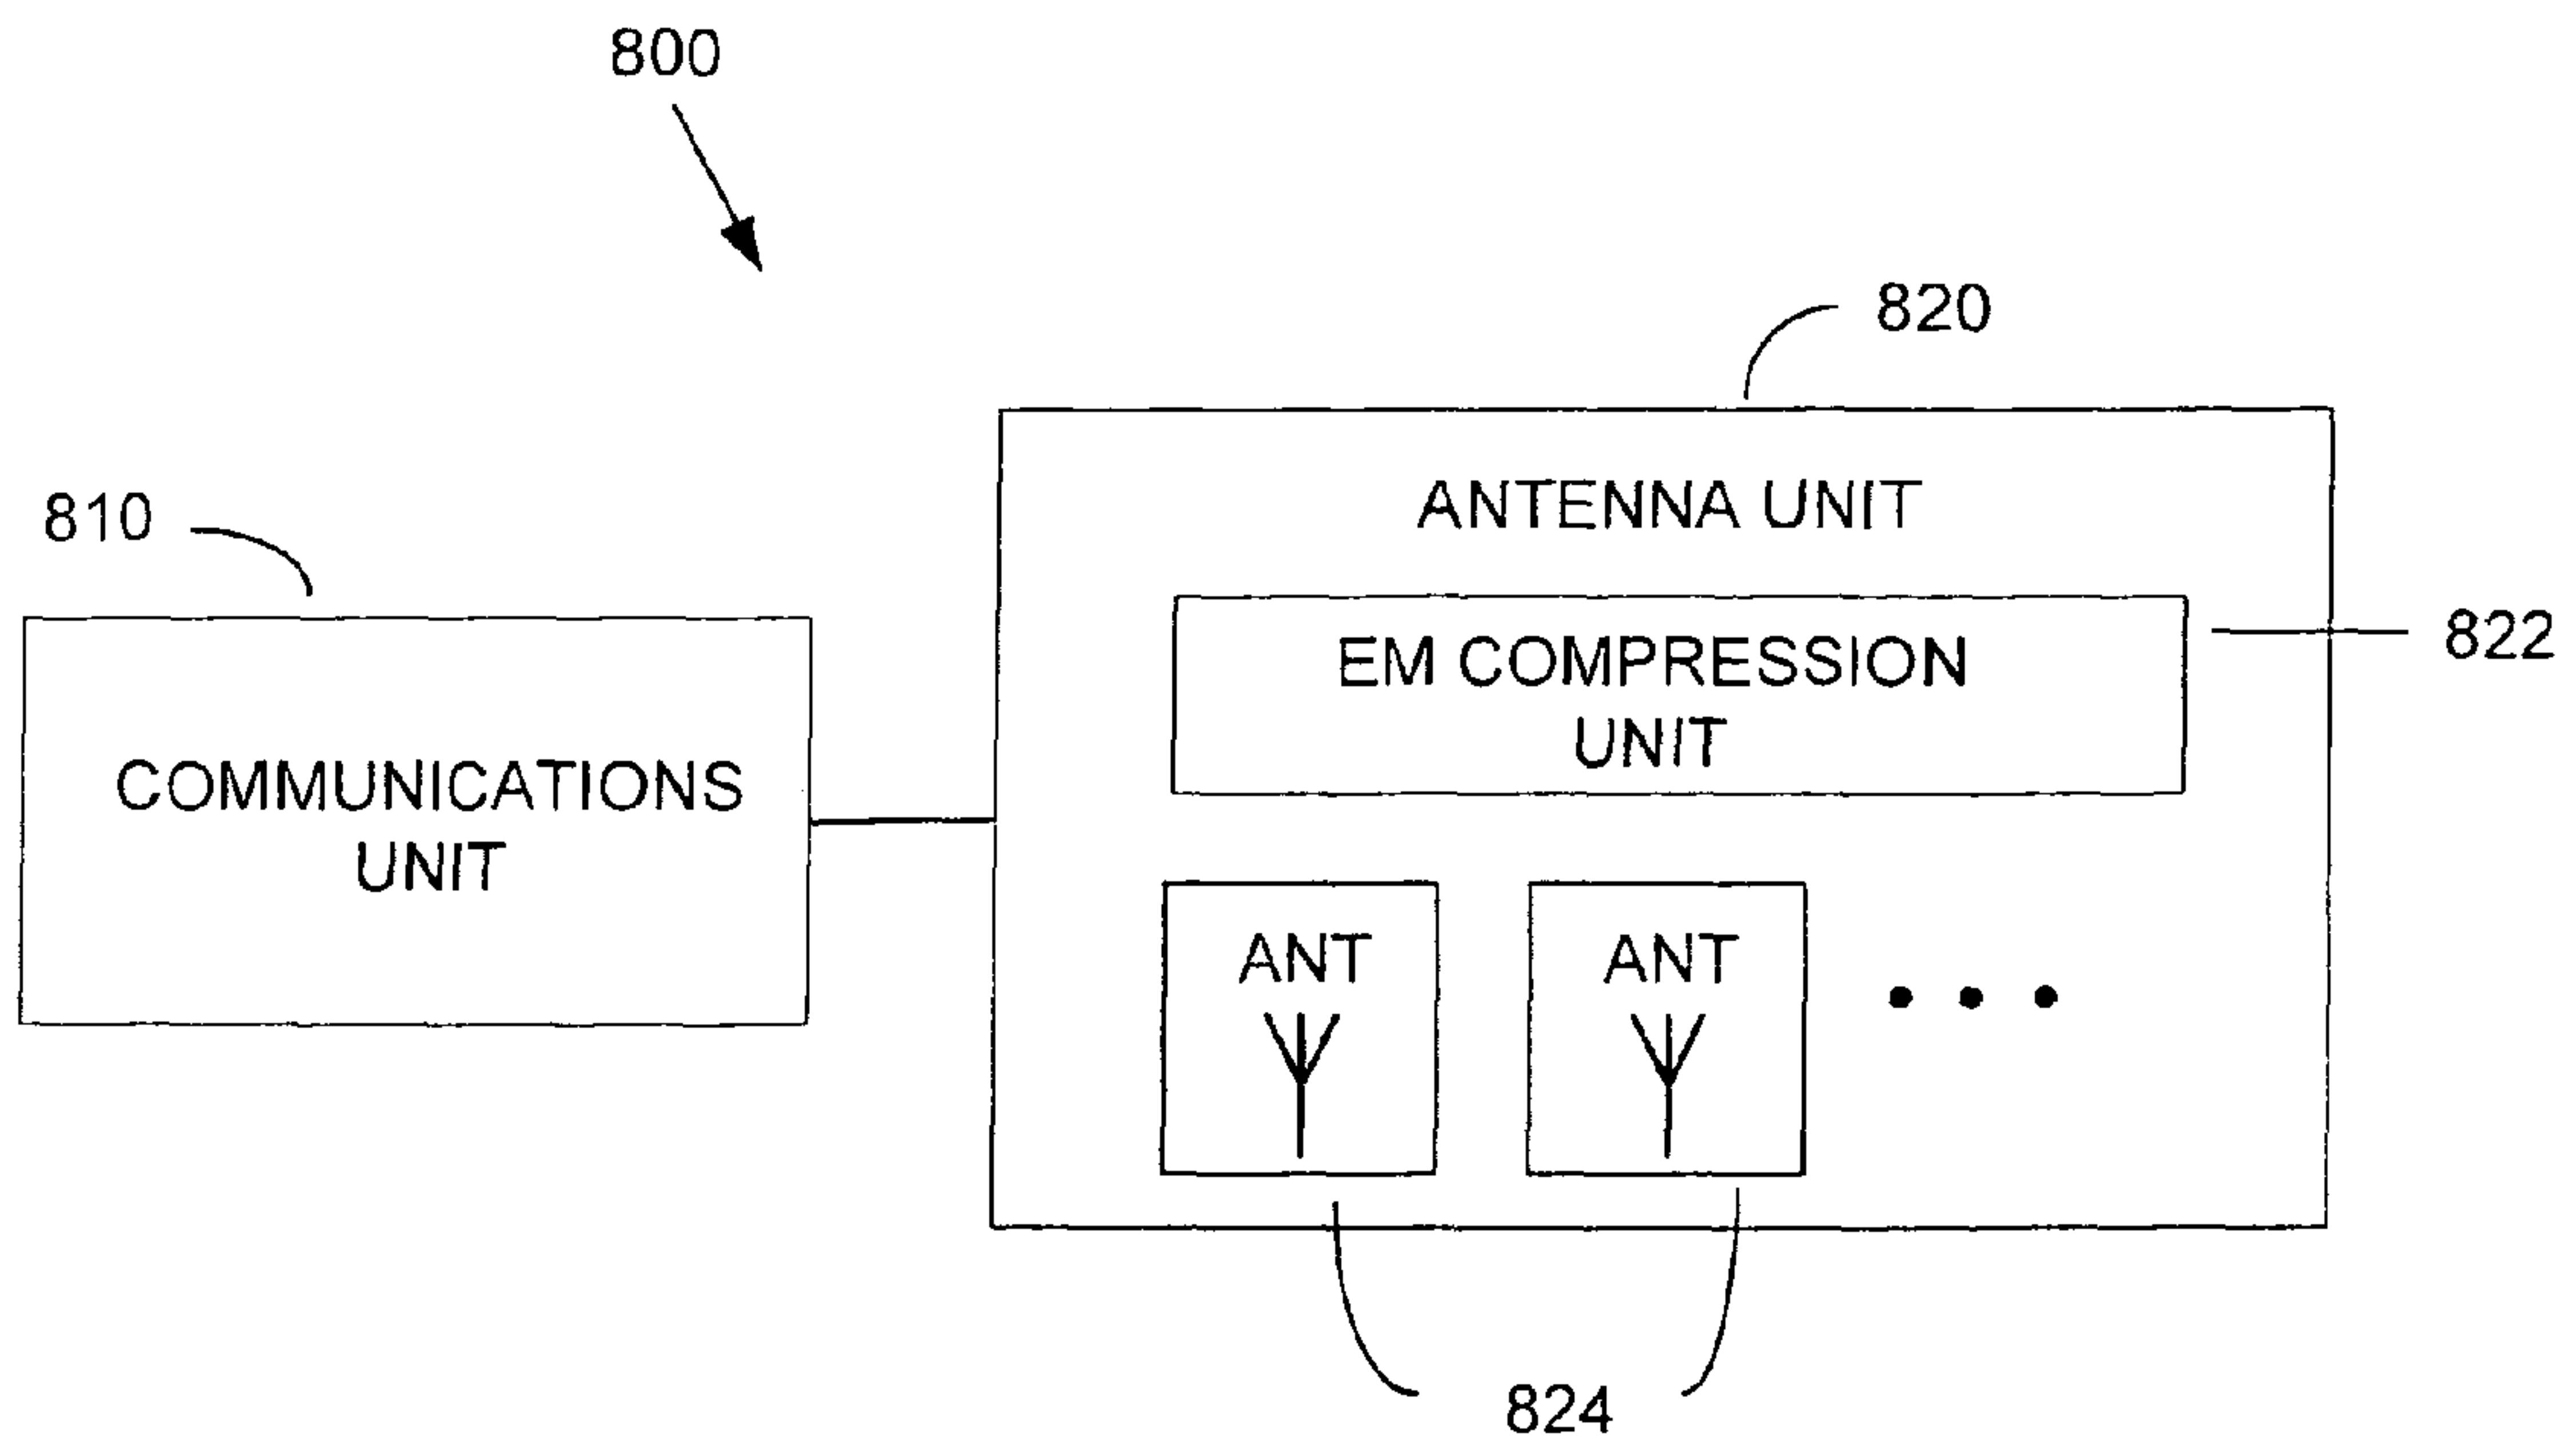 800
820
810
ANTENNA UNIT
822
EM COMPRESSION
UNIT
COMMUNICATIONS
UNIT
ANT
ANT
824